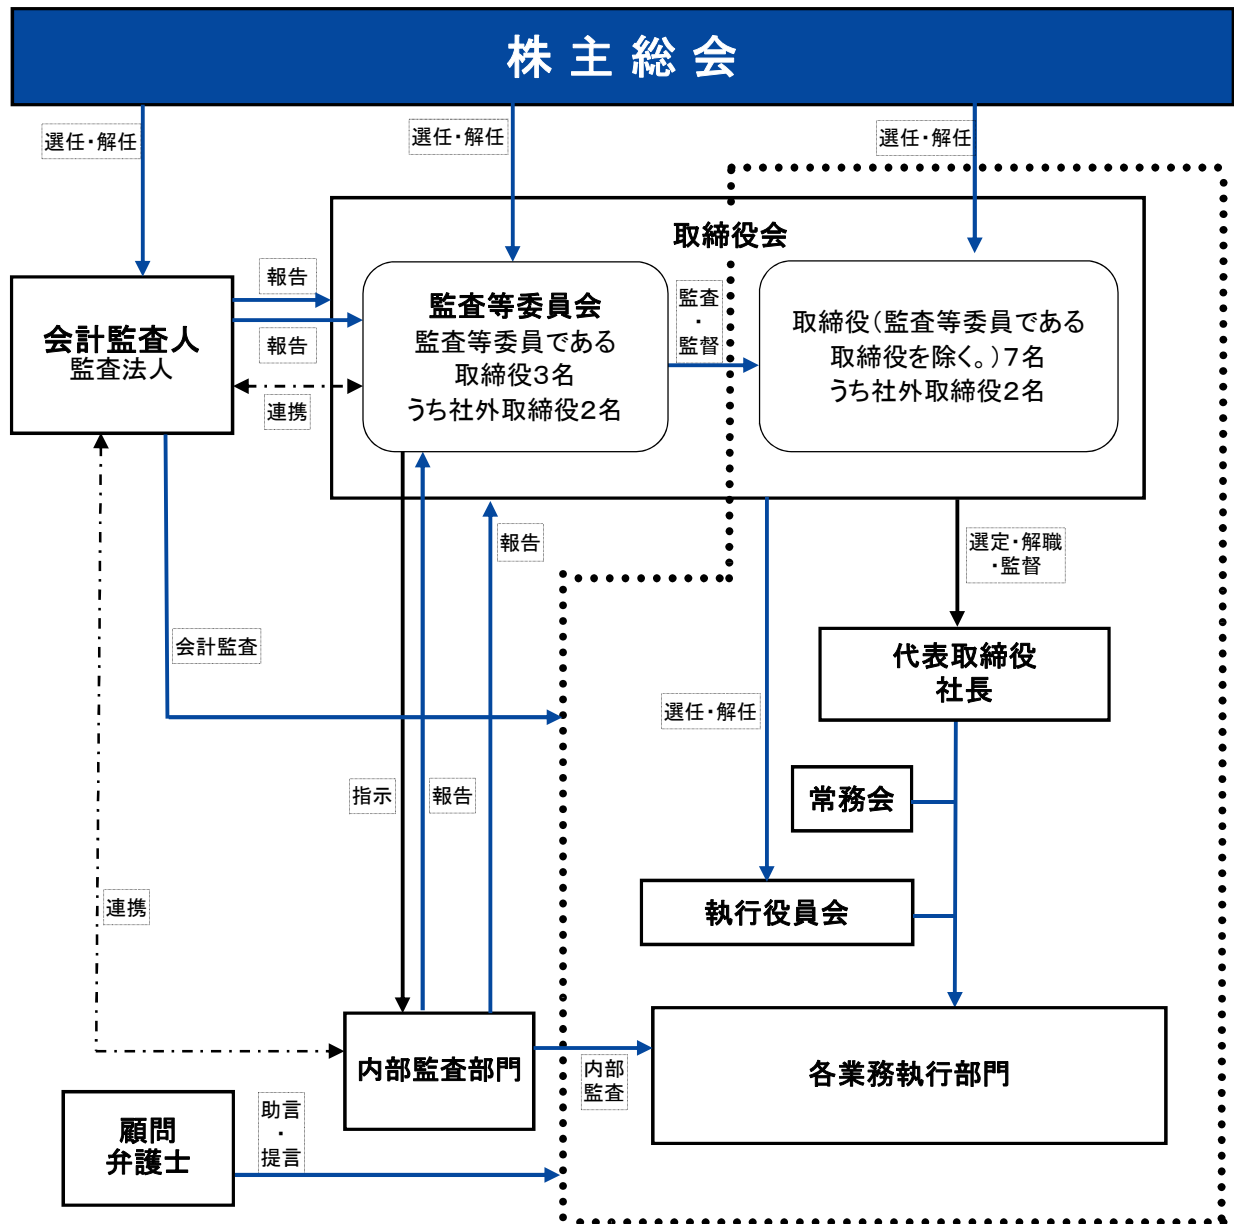 株主総会
選任・解任
選任・解任
選任・解任
取締役会
報告
報告
連携
会計監査人
監査法人
監査等委員会
監査等委員である
取締役3名
うち社外取締役2名
監査
・
監督
取締役（監査等委員である
取締役を除く。）7名
うち社外取締役2名
報告
選定・解職
・監督
会計監査
代表取締役
社長
選任・解任
指示
報告
常務会
連携
執行役員会
内部監査部門
内部
監査
各業務執行部門
顧問
弁護士
助言
・
提言